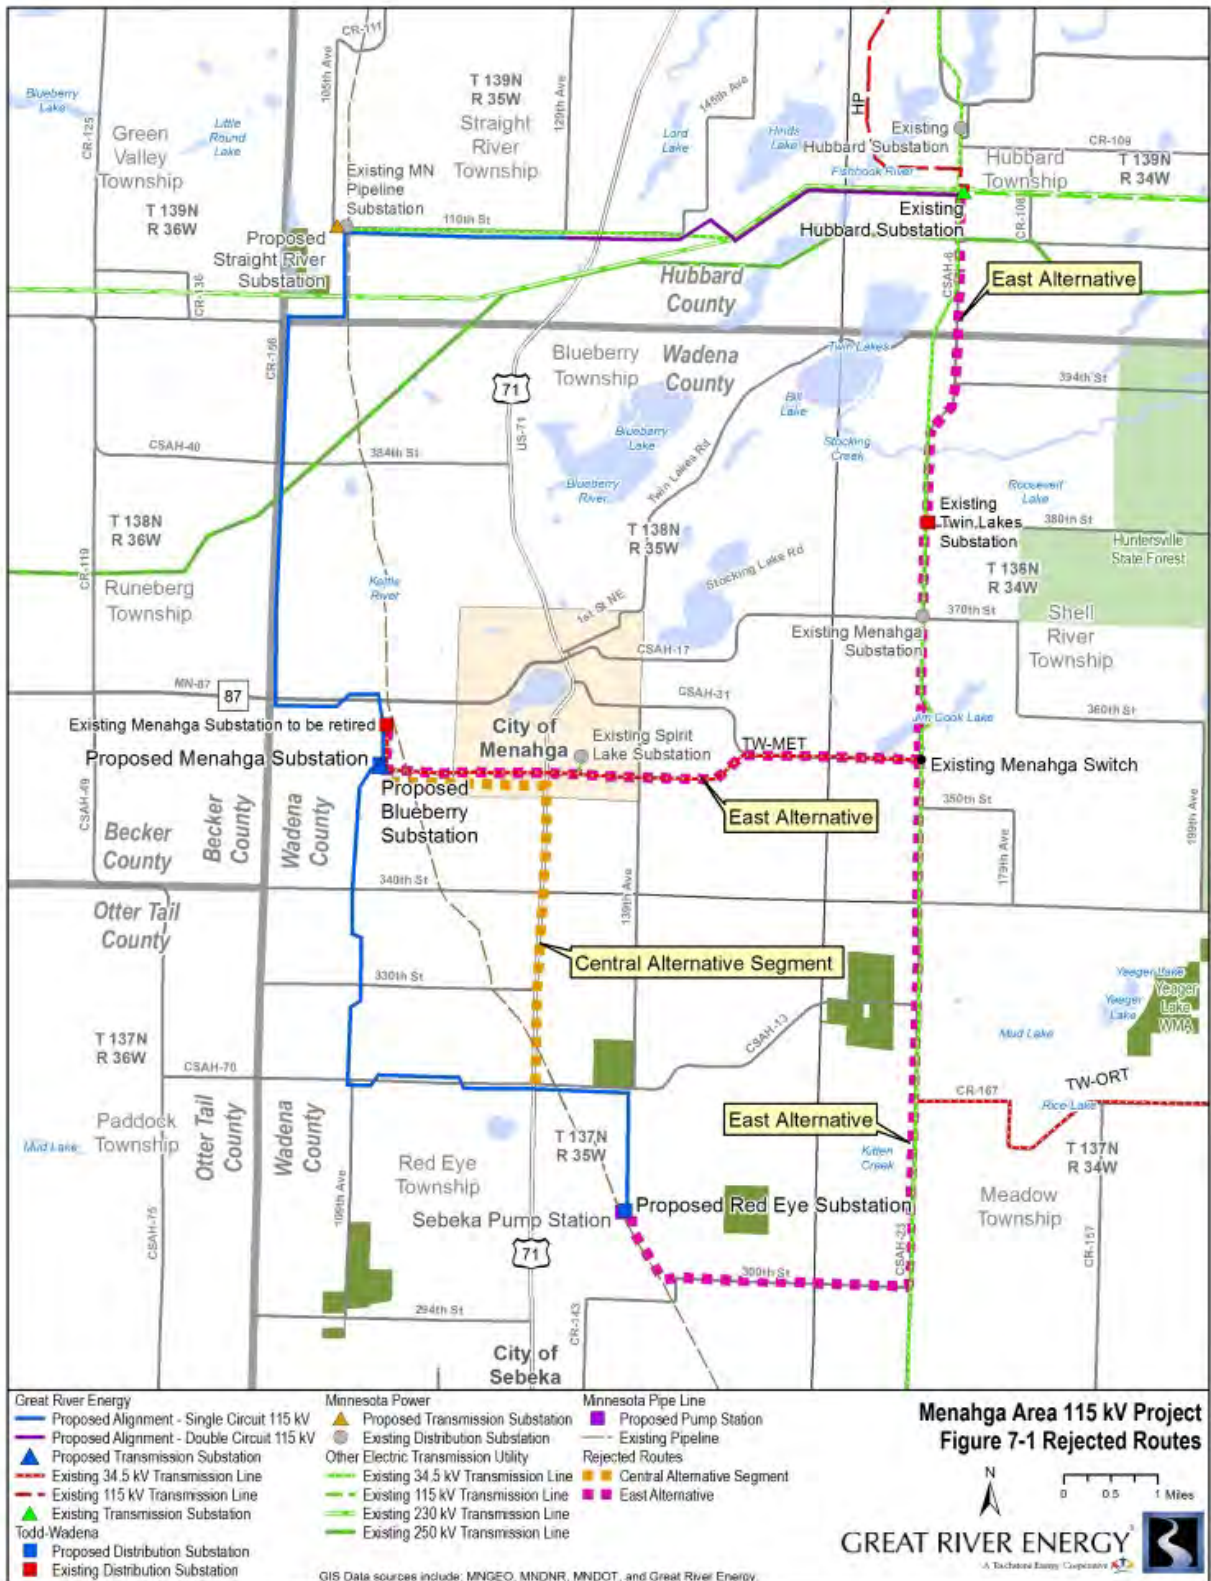 CR-111
T 139N
R 35W
Straight
River
Township
105th Ave
129th Ave
145th Ave
Blueberry
Lake
CR-125
Green
Valley
Township
Little
Round
Lake
Lord
Lake
Hinds
Lake
HP
Existing
Hubbard Substation
Fishhook River
CR-109
Hubbard
Township
T 139N
R 34W
Existing MN
Pipeline
Substation
T 139N
R 36W
110th St
Existing
Hubbard Substation
CR-108
Proposed
Straight River
Substation
CR-136
Hubbard
County
CSAH-6
East Alternative
CR-156
Blueberry
Township
Wadena
County
Twin Lakes
71
US-71
394th St
Bill
Lake
Blueberry
Lake
Stocking
Creek
CSAH-40
384th St
Twin Lakes Rd
Blueberry
River
Roosevelt
Lake
T 138N
R 36W
T 138N
R 35W
Existing
Twin Lakes
Substation
380th St
Huntersville
State Forest
CR-119
Runeberg
Township
Kettle
River
Stocking Lake Rd
T 138N
R 34W
1st St NE
370th St
Existing Menahga
Substation
Shell
River
Township
CSAH-17
MN-87
87
CSAH-31
360th St
Existing Menahga Substation to be retired
City of
Menahga
Existing Spirit
Lake Substation
Jim Cook Lake
TW-MET
Proposed Menahga Substation
Existing Menahga Switch
Proposed
Blueberry
Substation
East Alternative
350th St
CSAH-49
Becker
County
Becker
County
Wadena
County
179th Ave
199th Ave
340th St
139th Ave
Otter Tail
County
Central Alternative Segment
330th St
Yaeger Lake
Yaeger
Lake
Yeager
Lake
WMA
CSAH-13
Mud Lake
T 137N
R 36W
CSAH-70
TW-ORT
CR-167
Rice Lake
Paddock
Township
Otter Tail
County
Wadena
County
East Alternative
Mud Lake
T 137N
R 35W
Kitten
Creek
T 137N
R 34W
Red Eye
Township
Meadow
Township
109th Ave
Proposed Red Eye Substation
Sebeka Pump Station
CSAH-75
71
CSAH-23
CR-157
300th St
294th St
CR-143
City of
Sebeka
Great River Energy
Proposed Alignment - Single Circuit 115 kV
Proposed Alignment - Double Circuit 115 kV
Proposed Transmission Substation
Existing 34.5 kV Transmission Line
Existing 115 kV Transmission Line
Existing Transmission Substation
Todd-Wadena
Proposed Distribution Substation
Existing Distribution Substation
Minnesota Power
Proposed Transmission Substation
Existing Distribution Substation
Other Electric Transmission Utility
Existing 34.5 kV Transmission Line
Existing 115 kV Transmission Line
Existing 230 kV Transmission Line
Existing 250 kV Transmission Line
Minnesota Pipe Line
Proposed Pump Station
Existing Pipeline
Rejected Routes
Central Alternative Segment
East Alternative
GIS Data sources include: MNGEO, MNDNR, MNDOT, and Great River Energy.
Menahga Area 115 kV Project
Figure 7-1 Rejected Routes
N
0 0.5 1 Miles
GREAT RIVER ENERGY
A Touchstone Energy Cooperative